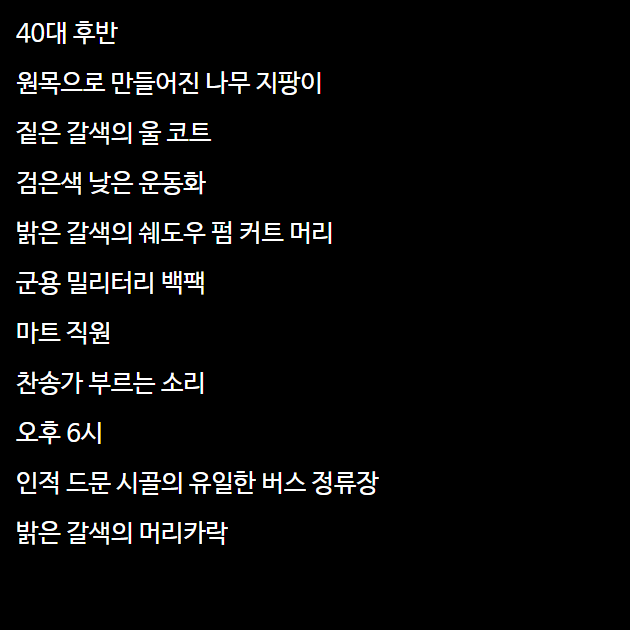 40대 후반
원목으로 만들어진 나무 지팡이
짙은 갈색의 울 코트
검은색 낮은 운동화
밝은 갈색의 쉐도우 펌 커트 머리
군용 밀리터리 백팩
마트 직원
찬송가 부르는 소리
오후 6시
인적 드문 시골의 유일한 버스 정류장
밝은 갈색의 머리카락